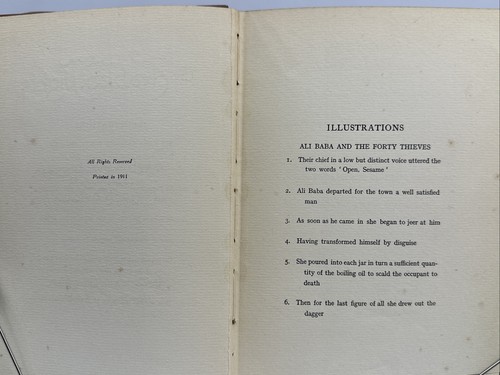 All Rights Reserved
Printed in 1911
ILLUSTRATIONS
ALI BABA AND THE FORTY THIEVES
1. Their chief in a low but distinct voice uttered the
two words 'Open, Sesame'
2. Ali Baba departed for the town a well satisfied
man
3. As soon as he came in she began to jeer at him
4. Having transformed himself by disguise
5. She poured into each jar in turn a sufficient quan-
tity of the boiling oil to scald the occupant to
death
6. Then for the last figure of all she drew out the
dagger